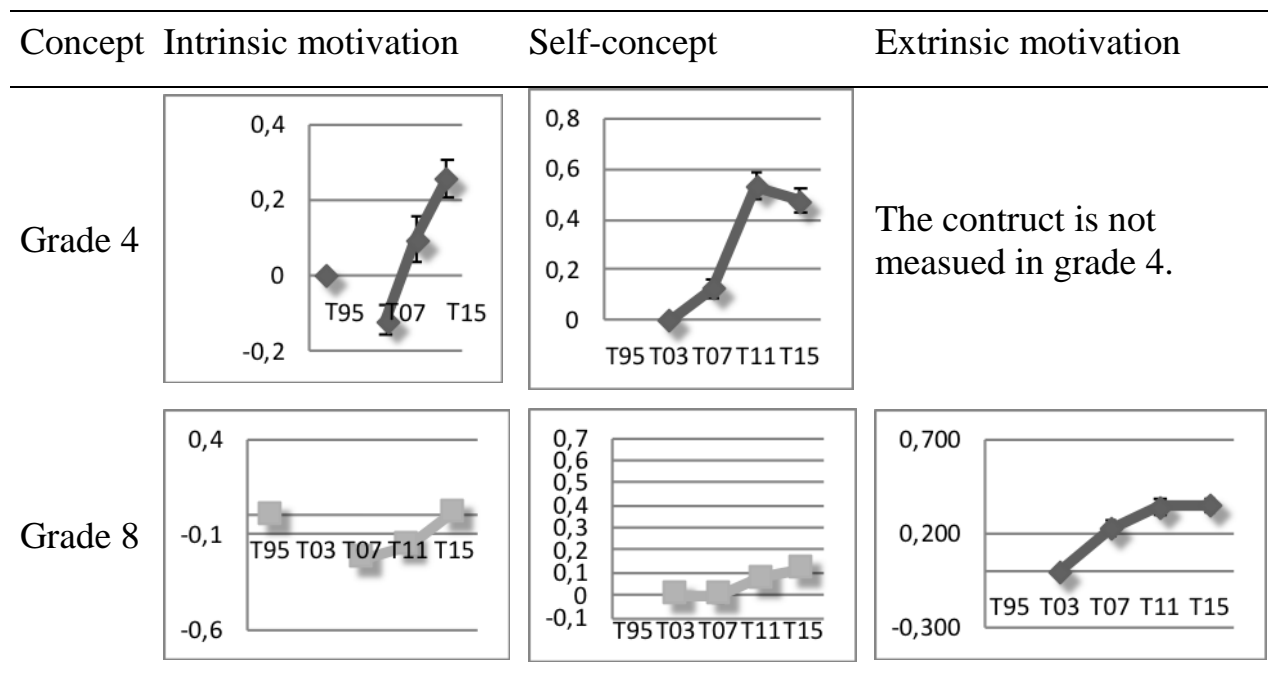 Concept Intrinsic motivation Self-concept Extrinsic motivation
Grade 4
0,4
0,2
0
-0,2
T95 T07 T15
0,8
0,6
0,4
0,2
0
T95 T03 T07 T11 T15
The contruct is not
measued in grade 4.
Grade 8
0,4
-0,1
-0,6
T95 T03 T07 T11 T15
0,7
0,6
0,5
0,4
0,3
0,2
0,1
0
-0,1
T95 T03 T07 T11 T15
0,700
0,200
-0,300
T95 T03 T07 T11 T15